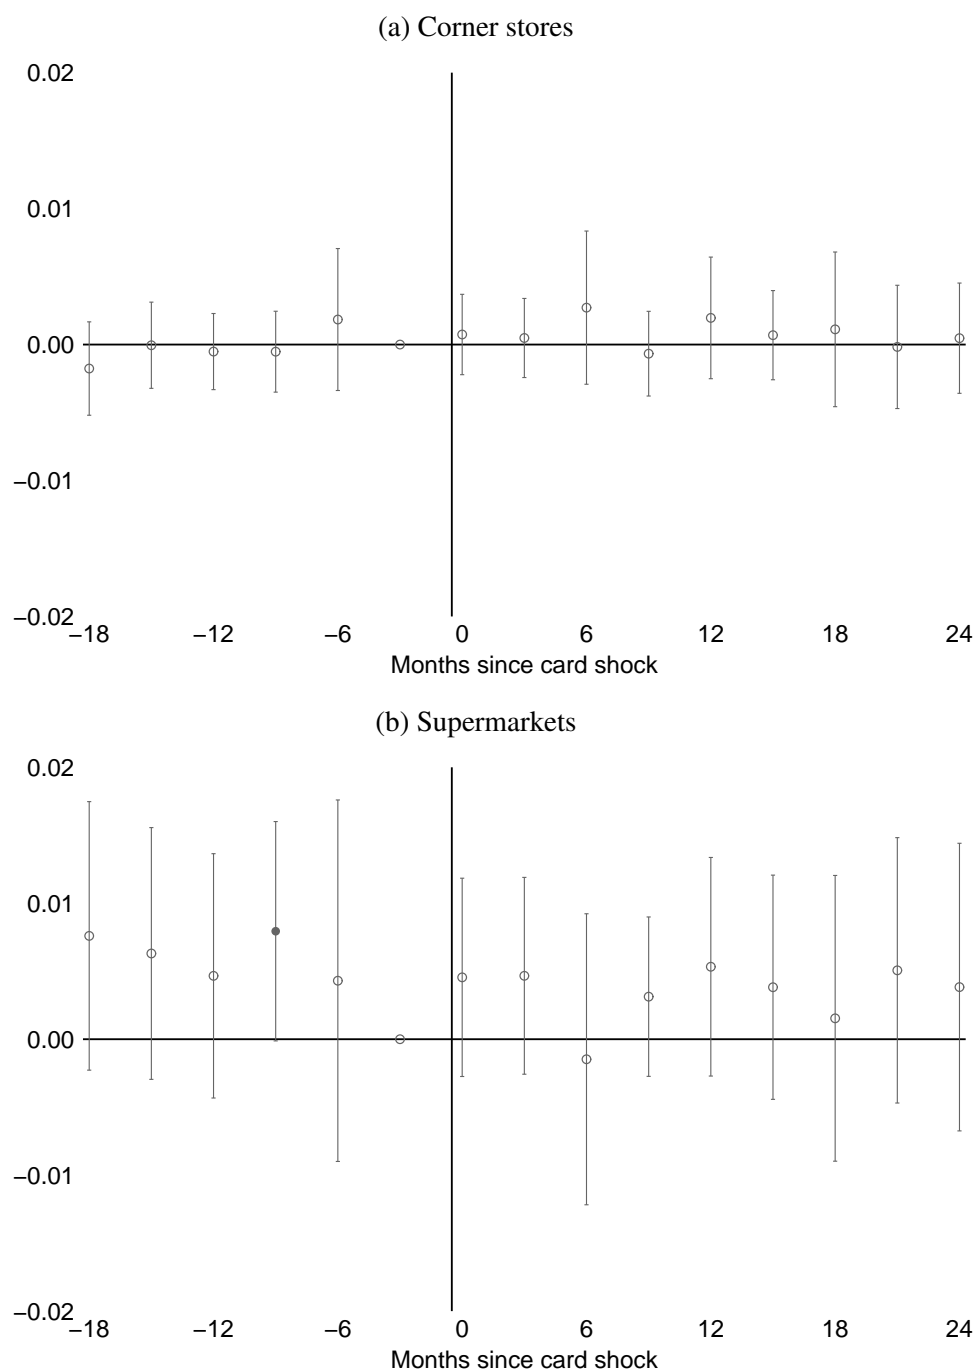 (a) Corner stores
0.02
0.01
0.00
−0.01
−0.02
−18 −12 −6 0 6 12 18 24
Months since card shock
(b) Supermarkets
0.02
0.01
0.00
−0.01
−0.02
−18 −12 −6 0 6 12 18 24
Months since card shock